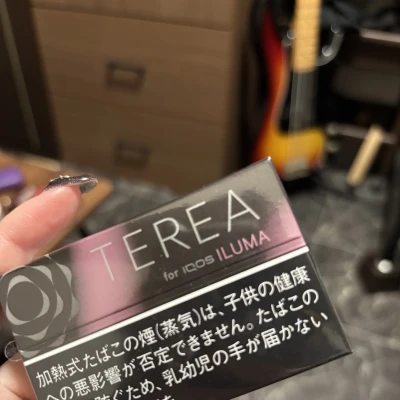 TEREA
for IQOS ILUMA
加熱式たばこの煙(蒸気)は、子供の健康
への悪影響が否定できません。たばこの
防ぐため、乳幼児の手が届かない